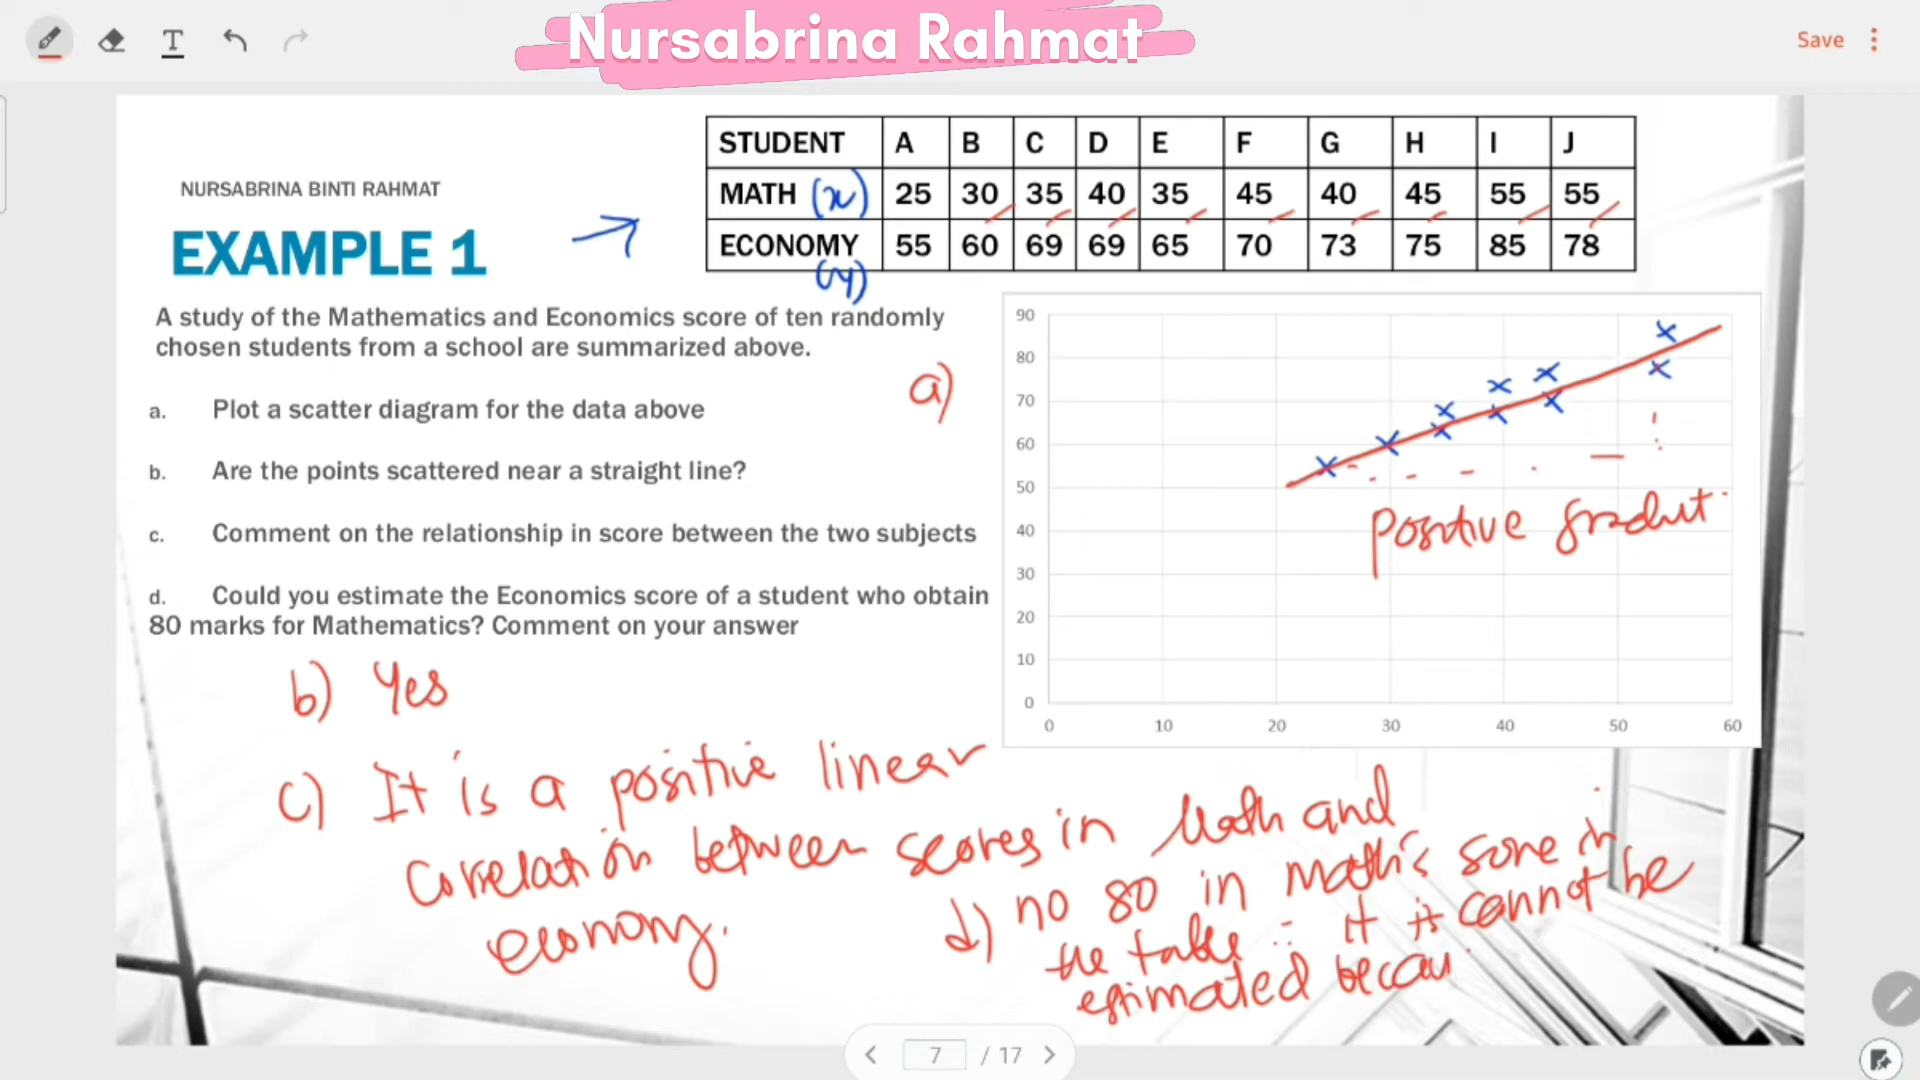 Nursabrina Rahmat
Save
STUDENT A B C D E F G H I J
MATH (x) 25 30 35 40 35 45 40 45 55 55
ECONOMY 55 60 69 69 65 70 73 75 85 78
(y)
NURSABRINA BINTI RAHMAT
EXAMPLE 1
A study of the Mathematics and Economics score of ten randomly
chosen students from a school are summarized above.
a. Plot a scatter diagram for the data above
b. Are the points scattered near a straight line?
c. Comment on the relationship in score between the two subjects
d. Could you estimate the Economics score of a student who obtain
80 marks for Mathematics? Comment on your answer
a)
90
80
70
60
50
40
30
20
10
0
0 10 20 30 40 50 60
positive
b) Yes
c) It is a positive linear
correlation between scores in Math and
economy.
d) no 80 in math's in
the table ∴ it is cannot be
estimated becau
7 / 17